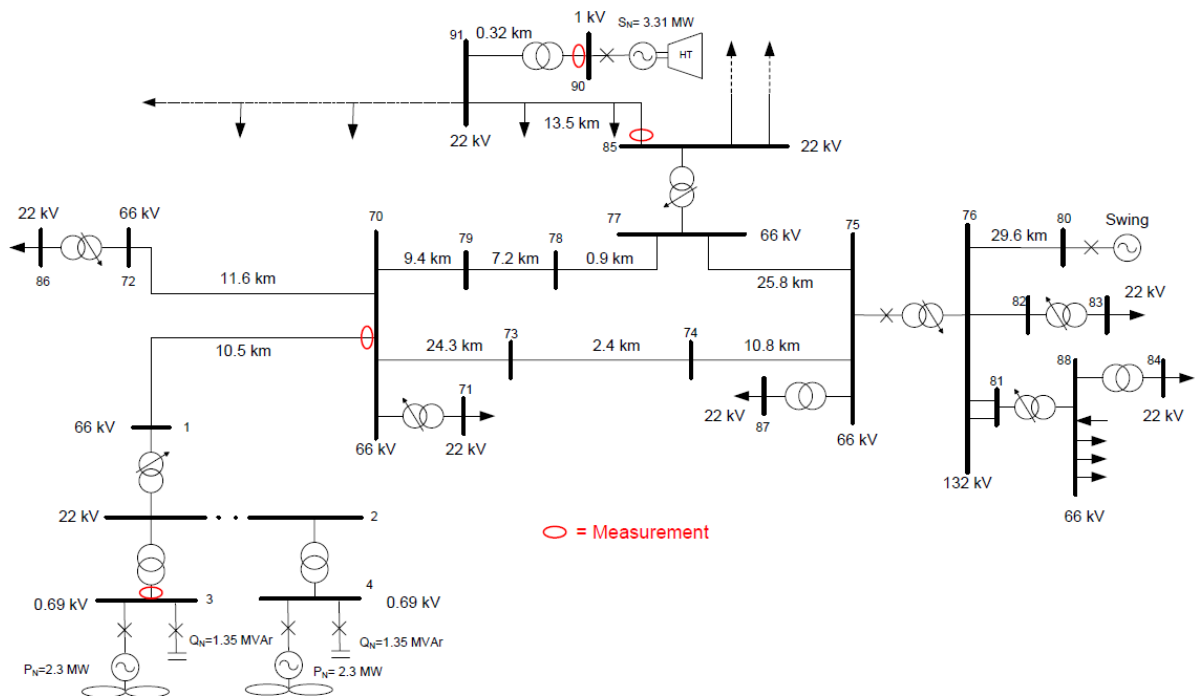 1 kV
S_N= 3.31 MW
91
0.32 km
HT
90
13.5 km
22 kV
85
22 kV
22 kV
66 kV
70
77
75
76
80
Swing
79
78
66 kV
29.6 km
9.4 km
7.2 km
0.9 km
86
72
11.6 km
25.8 km
82
83
22 kV
73
74
10.5 km
24.3 km
2.4 km
10.8 km
88
84
71
81
22 kV
87
22 kV
66 kV
1
66 kV
22 kV
66 kV
132 kV
66 kV
22 kV
2
= Measurement
4
0.69 kV
3
0.69 kV
Q_N=1.35 MVAr
Q_N=1.35 MVAr
P_N=2.3 MW
P_N= 2.3 MW